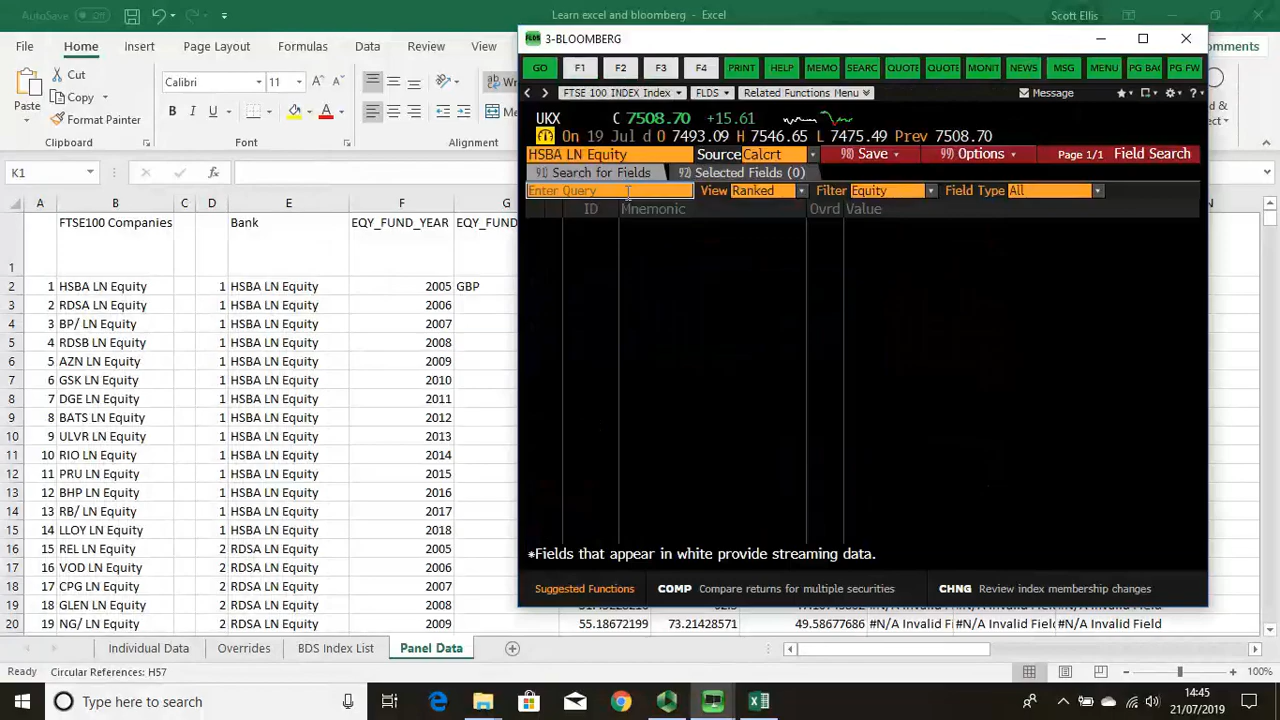 AutoSave Off
Learn excel and bloomberg - Excel
Scott Ellis
File Home Insert Page Layout Formulas Data Review View
Cut
Copy
Format Painter
Paste
Clipboard
Calibri 11
B I U
Font
Alignment
K1
A B C D E F G
FTSE100 Companies Bank EQY_FUND_YEAR EQY_FUND
1
2 1 HSBA LN Equity 1 HSBA LN Equity 2005 GBP
3 2 RDSA LN Equity 1 HSBA LN Equity 2006
4 3 BP/ LN Equity 1 HSBA LN Equity 2007
5 4 RDSB LN Equity 1 HSBA LN Equity 2008
6 5 AZN LN Equity 1 HSBA LN Equity 2009
7 6 GSK LN Equity 1 HSBA LN Equity 2010
8 7 DGE LN Equity 1 HSBA LN Equity 2011
9 8 BATS LN Equity 1 HSBA LN Equity 2012
10 9 ULVR LN Equity 1 HSBA LN Equity 2013
11 10 RIO LN Equity 1 HSBA LN Equity 2014
12 11 PRU LN Equity 1 HSBA LN Equity 2015
13 12 BHP LN Equity 1 HSBA LN Equity 2016
14 13 RB/ LN Equity 1 HSBA LN Equity 2017
15 14 LLOY LN Equity 1 HSBA LN Equity 2018
16 15 REL LN Equity 2 RDSA LN Equity 2005
17 16 VOD LN Equity 2 RDSA LN Equity 2006
18 17 CPG LN Equity 2 RDSA LN Equity 2007
19 18 GLEN LN Equity 2 RDSA LN Equity 2008
20 19 NG/ LN Equity 2 RDSA LN Equity 2009 55.18672199 73.21428571 49.58677686 #N/A Invalid Fiel #N/A Invalid Fiel #N/A Invalid Field
3-BLOOMBERG
GO F1 F2 F3 F4 PRINT HELP MEMO SEARC QUOTE QUOTE MONIT NEWS MSG MENU PG BAC PG FW
FTSE 100 INDEX Index FLDS Related Functions Menu Message
UKX C 7508.70 +15.61
On 19 Jul d O 7493.09 H 7546.65 L 7475.49 Prev 7508.70
HSBA LN Equity Source Calcrt 98) Save 99) Options Page 1/1 Field Search
91) Search for Fields 92) Selected Fields (0)
Enter Query View Ranked Filter Equity Field Type All
ID Mnemonic Ovrd Value
*Fields that appear in white provide streaming data.
Suggested Functions COMP Compare returns for multiple securities CHNG Review index membership changes
Individual Data Overrides BDS Index List Panel Data
Ready Circular References: H57 100%
Type here to search
14:45
21/07/2019